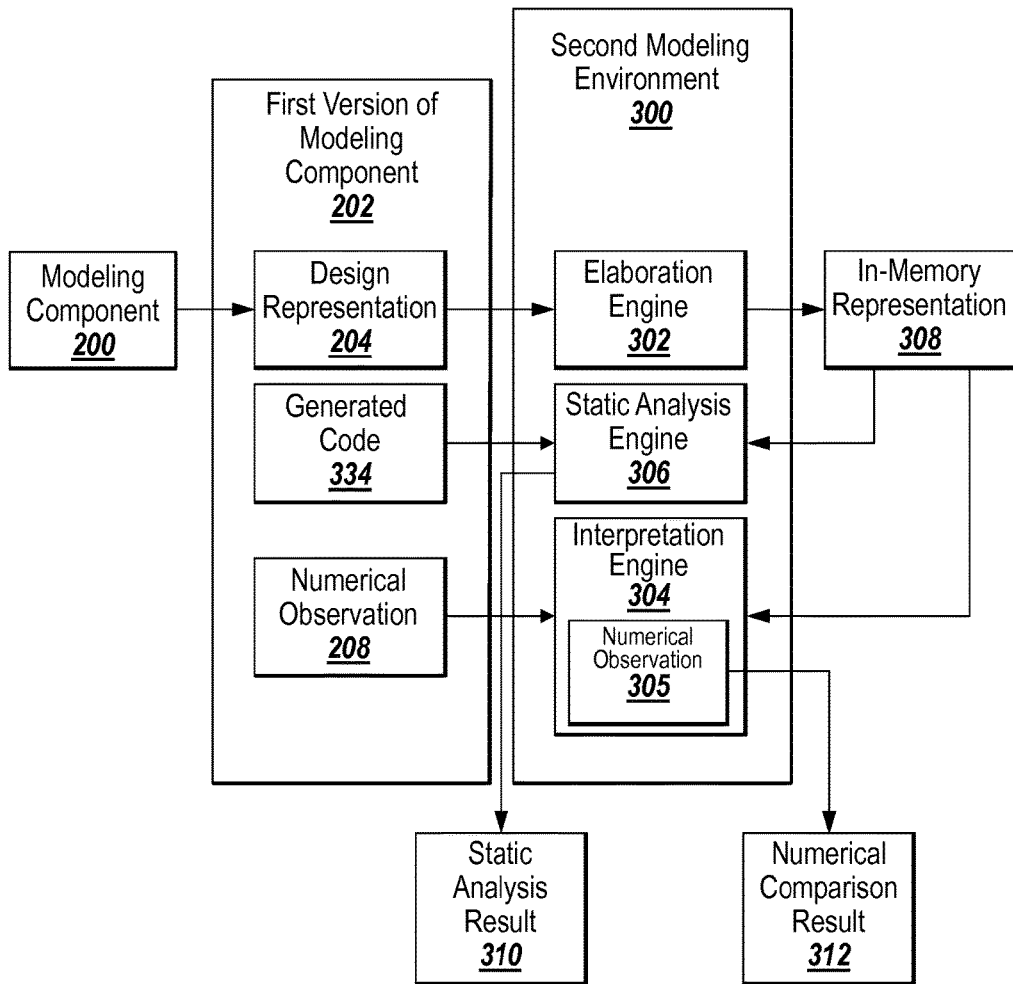 First Version of
Modeling
Component
202
Second Modeling
Environment
300
Modeling
Component
200
Design
Representation
204
Elaboration
Engine
302
In-Memory
Representation
308
Generated
Code
334
Static Analysis
Engine
306
Numerical
Observation
208
Interpretation
Engine
304
Numerical
Observation
305
Static
Analysis
Result
310
Numerical
Comparison
Result
312